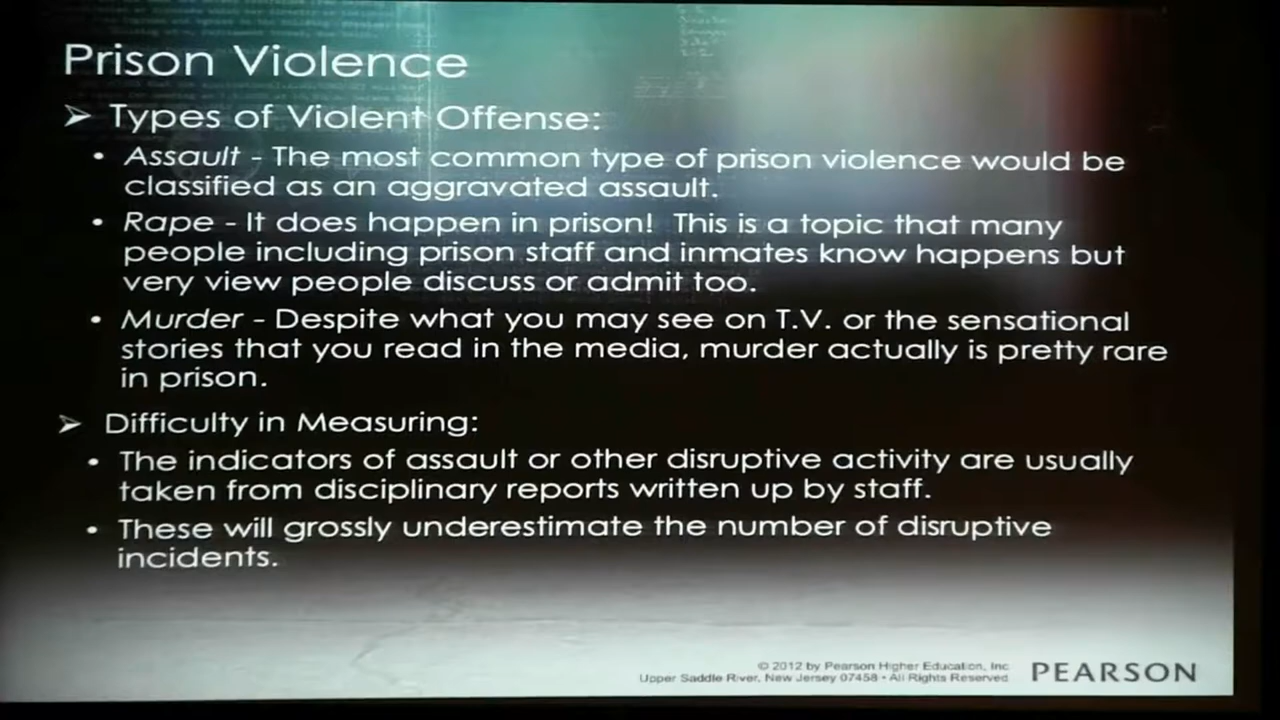 Prison Violence
➢ Types of Violent Offense:
• Assault - The most common type of prison violence would be
classified as an aggravated assault.
• Rape - It does happen in prison! This is a topic that many
people including prison staff and inmates know happens but
very view people discuss or admit too.
• Murder - Despite what you may see on T.V. or the sensational
stories that you read in the media, murder actually is pretty rare
in prison.
➢ Difficulty in Measuring:
• The indicators of assault or other disruptive activity are usually
taken from disciplinary reports written up by staff.
• These will grossly underestimate the number of disruptive
incidents.
© 2012 by Pearson Higher Education, Inc
Upper Saddle River, New Jersey 07458 • All Rights Reserved
PEARSON